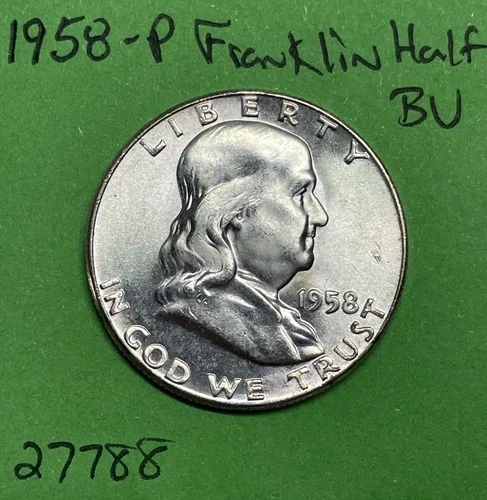 1958-P Franklin Half
BU
LIBERTY
1958
IN GOD WE TRUST
27788